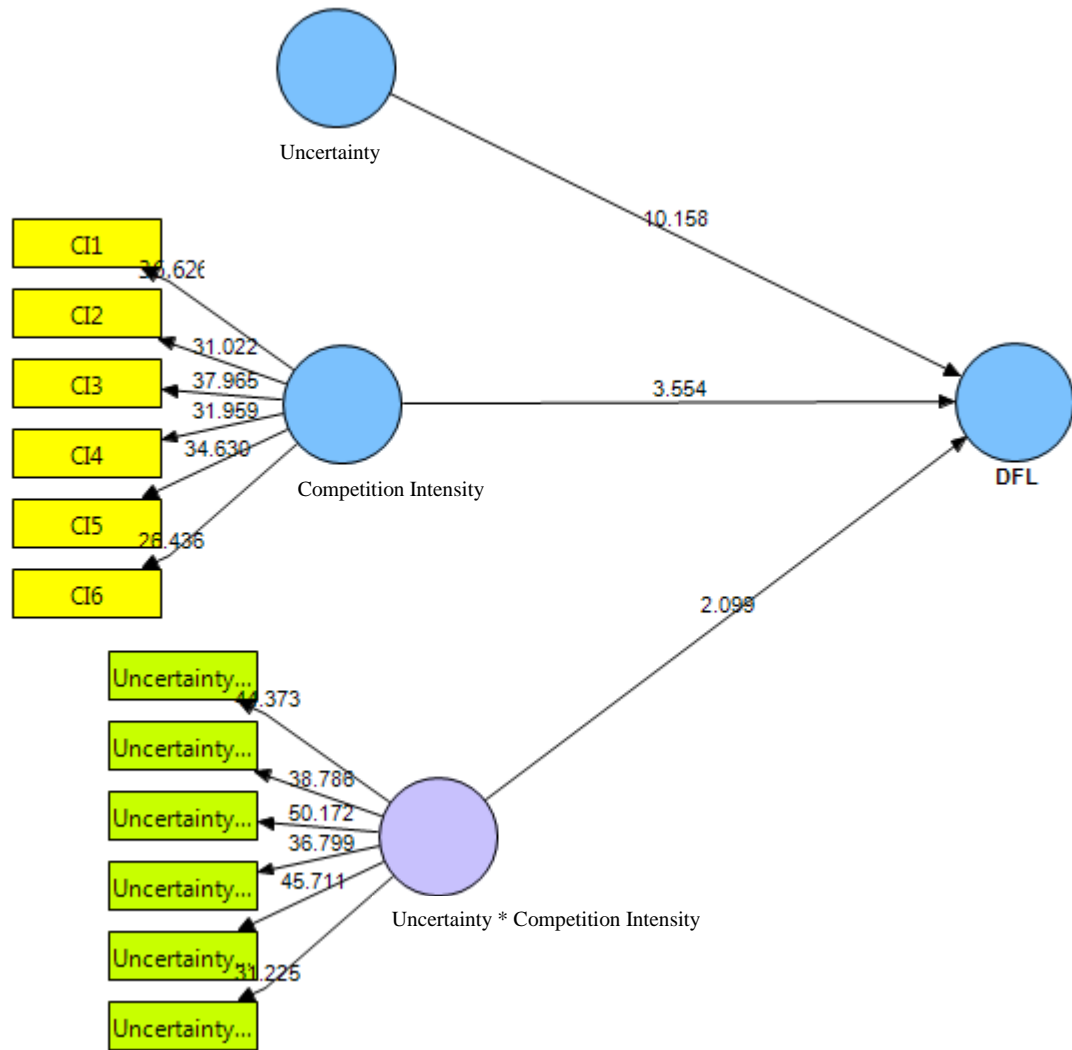 Uncertainty
10.158
CI1
CI2
31.022
CI3
37.965
3.554
31.959
CI4
34.630
Competition Intensity
DFL
CI5
CI6
2.099
Uncertainty...
Uncertainty...
38.786
50.172
Uncertainty...
36.799
Uncertainty...
45.711
Uncertainty * Competition Intensity
Uncertainty...
31.225
Uncertainty...